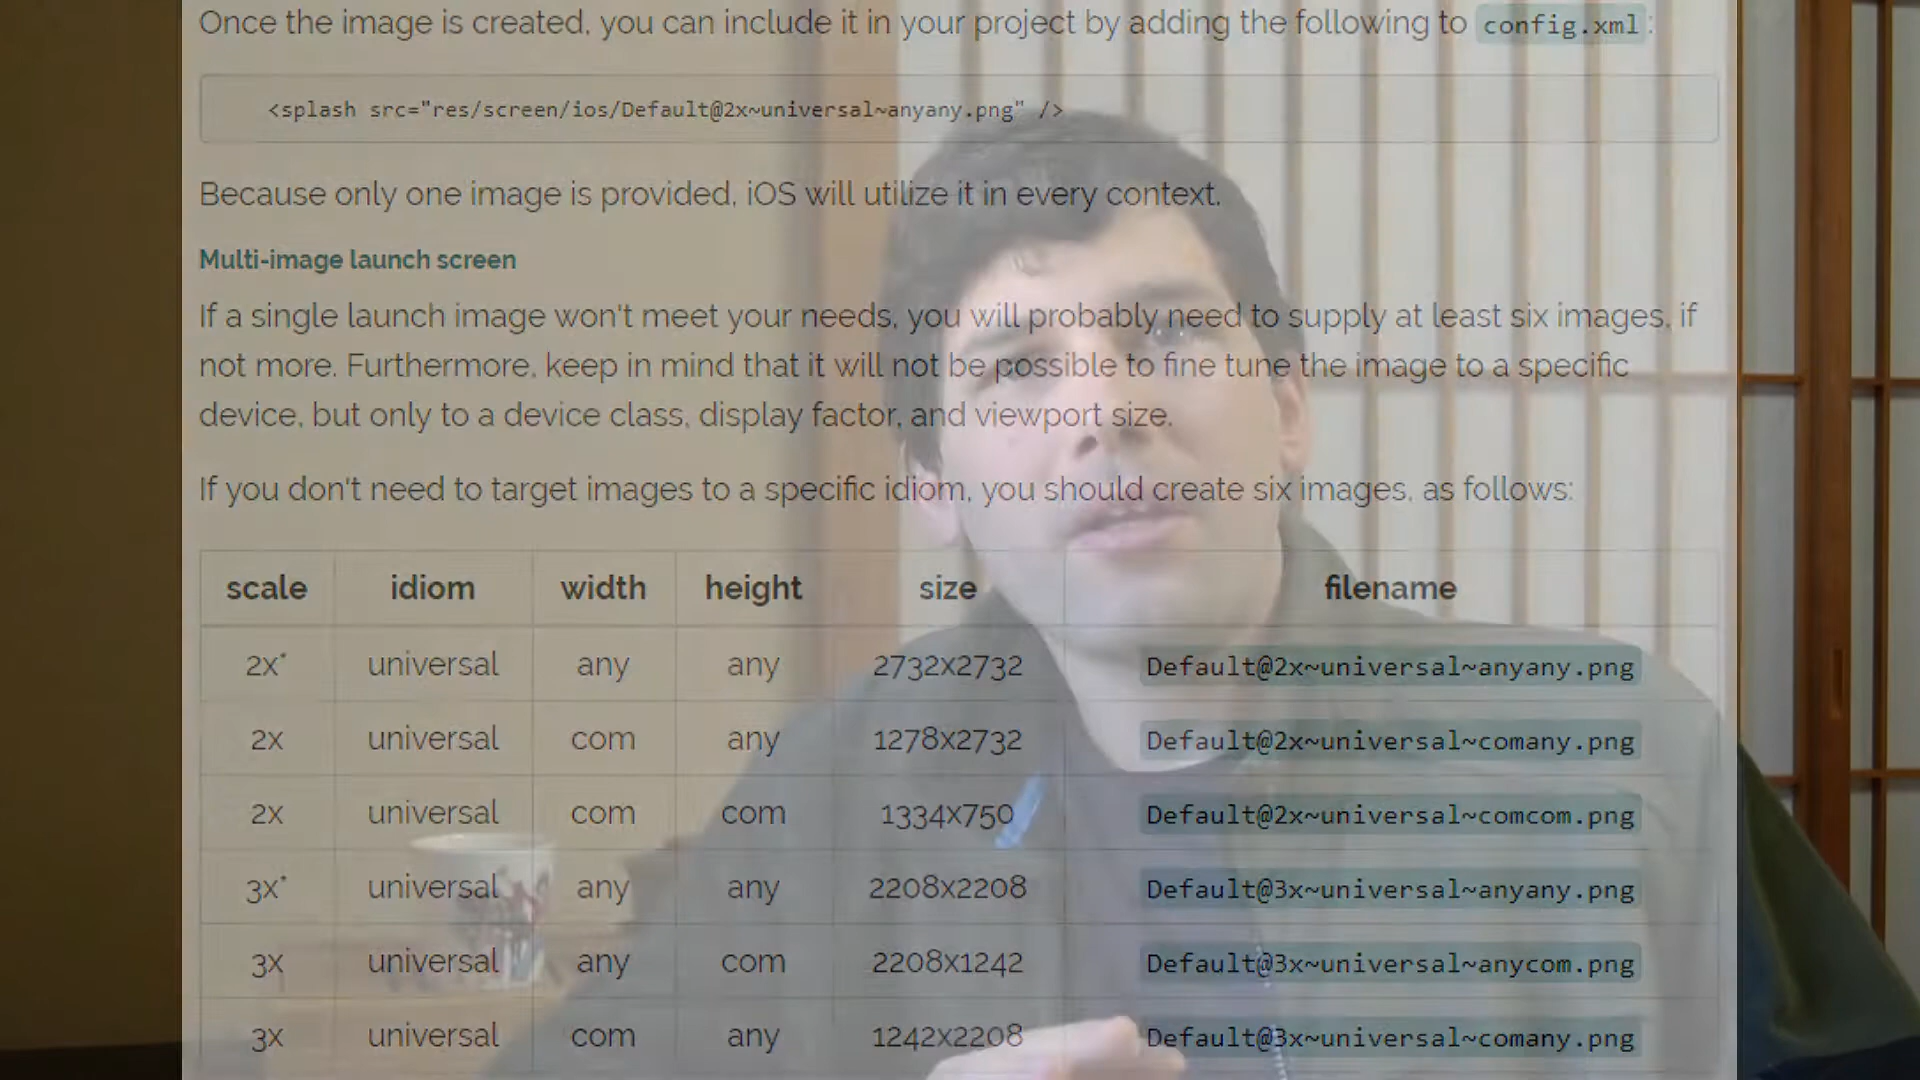 Once the image is created, you can include it in your project by adding the following to config.xml:
<splash src="res/screen/ios/Default@2x~universal~anyany.png" />
Because only one image is provided, iOS will utilize it in every context.
Multi-image launch screen
If a single launch image won't meet your needs, you will probably need to supply at least six images, if
not more. Furthermore, keep in mind that it will not be possible to fine tune the image to a specific
device, but only to a device class, display factor, and viewport size.
If you don't need to target images to a specific idiom, you should create six images, as follows:
scale idiom width height size filename
2x* universal any any 2732x2732 Default@2x~universal~anyany.png
2x universal com any 1278x2732 Default@2x~universal~comany.png
2x universal com com 1334x750 Default@2x~universal~comcom.png
3x* universal any any 2208x2208 Default@3x~universal~anyany.png
3x universal any com 2208x1242 Default@3x~universal~anycom.png
3x universal com any 1242x2208 Default@3x~universal~comany.png